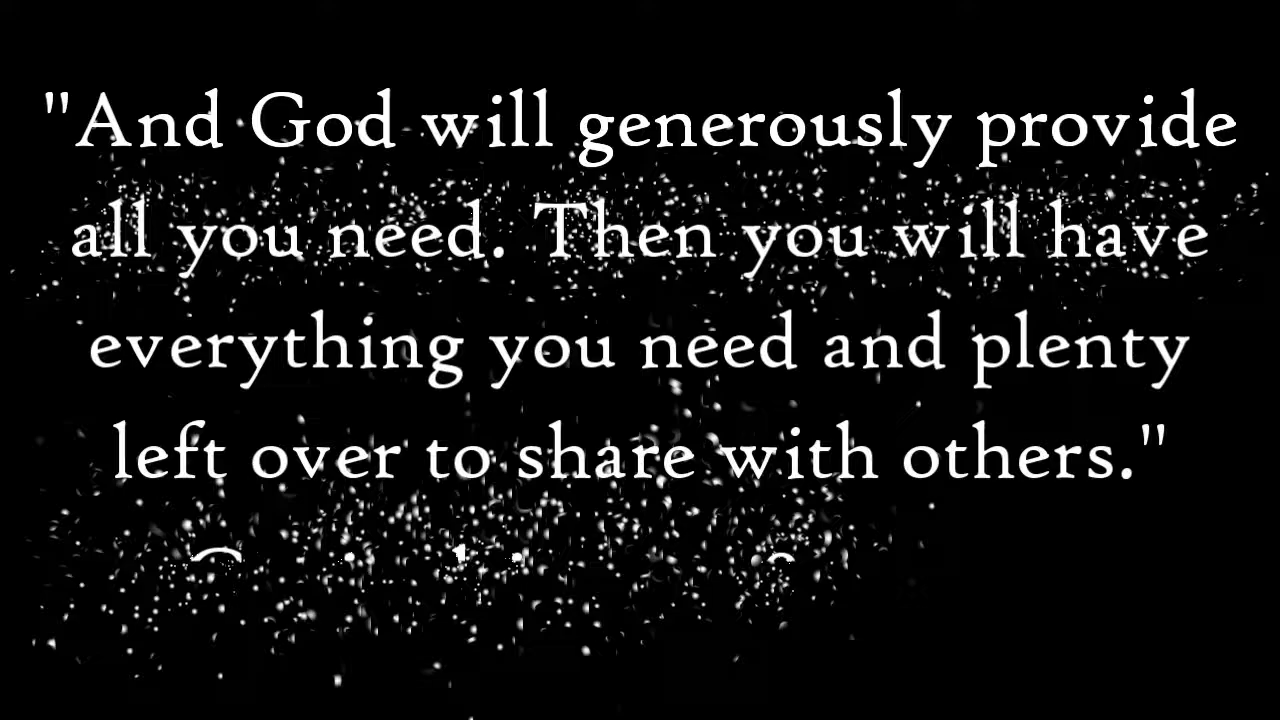 "And God will generously provide
all you need. Then you will have
everything you need and plenty
left over to share with others."